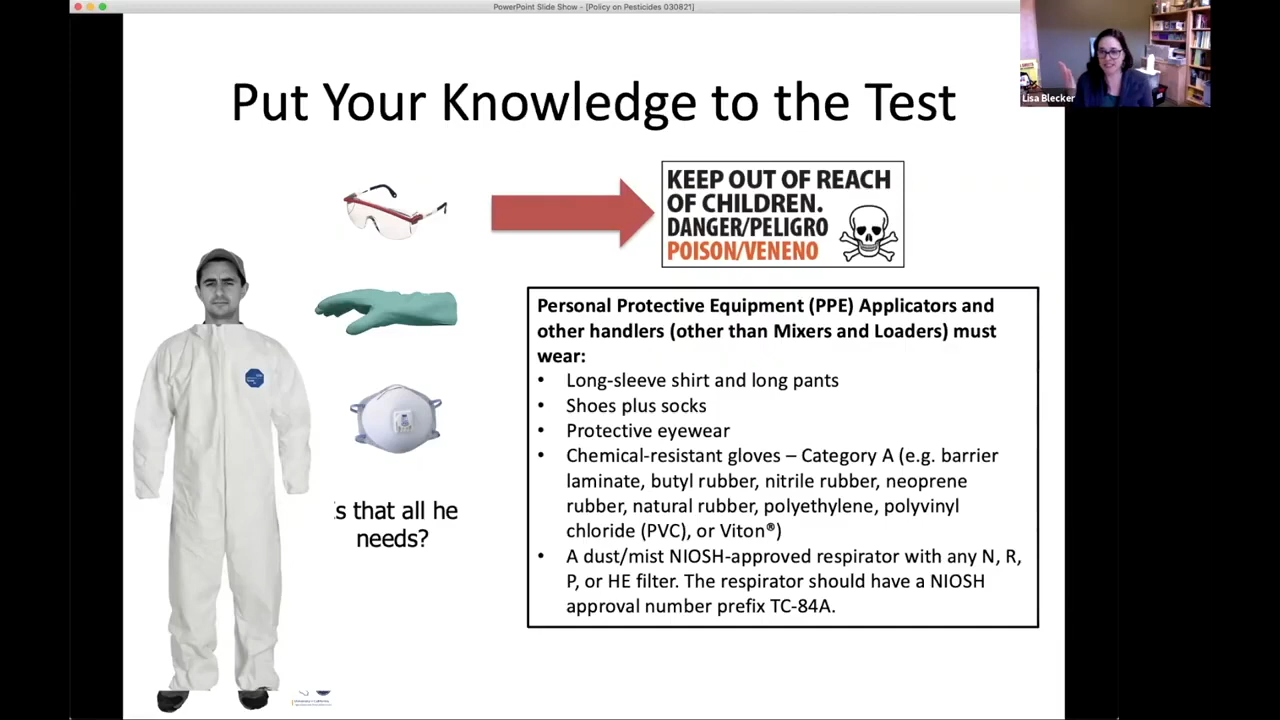 PowerPoint Slide Show - [Policy on Pesticides 030821]
Lisa Blecker
Put Your Knowledge to the Test
KEEP OUT OF REACH
OF CHILDREN.
DANGER/PELIGRO
POISON/VENENO
Personal Protective Equipment (PPE) Applicators and
other handlers (other than Mixers and Loaders) must
wear:
• Long-sleeve shirt and long pants
• Shoes plus socks
• Protective eyewear
• Chemical-resistant gloves – Category A (e.g. barrier
laminate, butyl rubber, nitrile rubber, neoprene
rubber, natural rubber, polyethylene, polyvinyl
chloride (PVC), or Viton®)
• A dust/mist NIOSH-approved respirator with any N, R,
P, or HE filter. The respirator should have a NIOSH
approval number prefix TC-84A.
s that all he
needs?